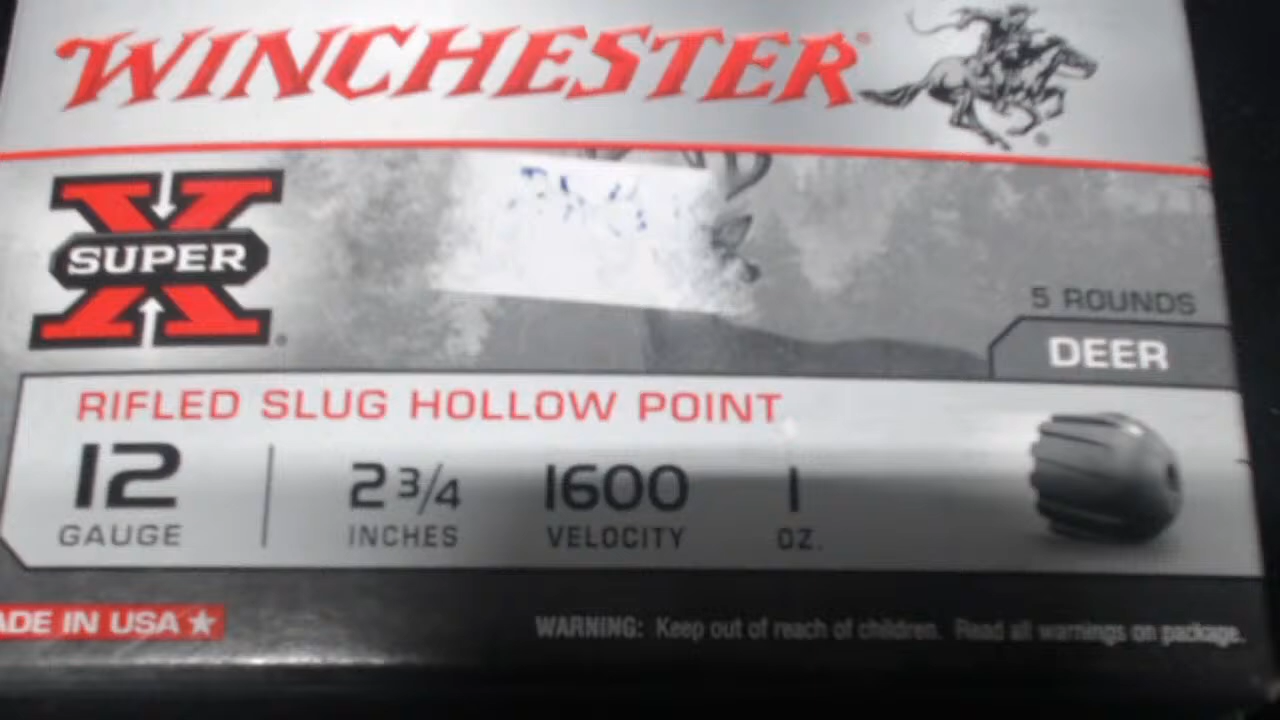 WINCHESTER
X
SUPER
5 ROUNDS
DEER
RIFLED SLUG HOLLOW POINT
12 2 3/4 1600 1
GAUGE INCHES VELOCITY OZ.
ADE IN USA
WARNING: Keep out of reach of children. Read all warnings on package.